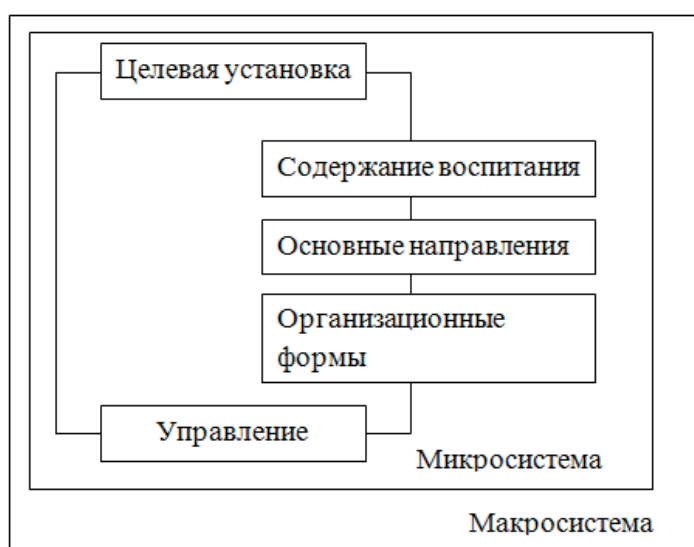 Целевая установка
Содержание воспитания
Основные направления
Организационные
формы
Управление
Микросистема
Макросистема